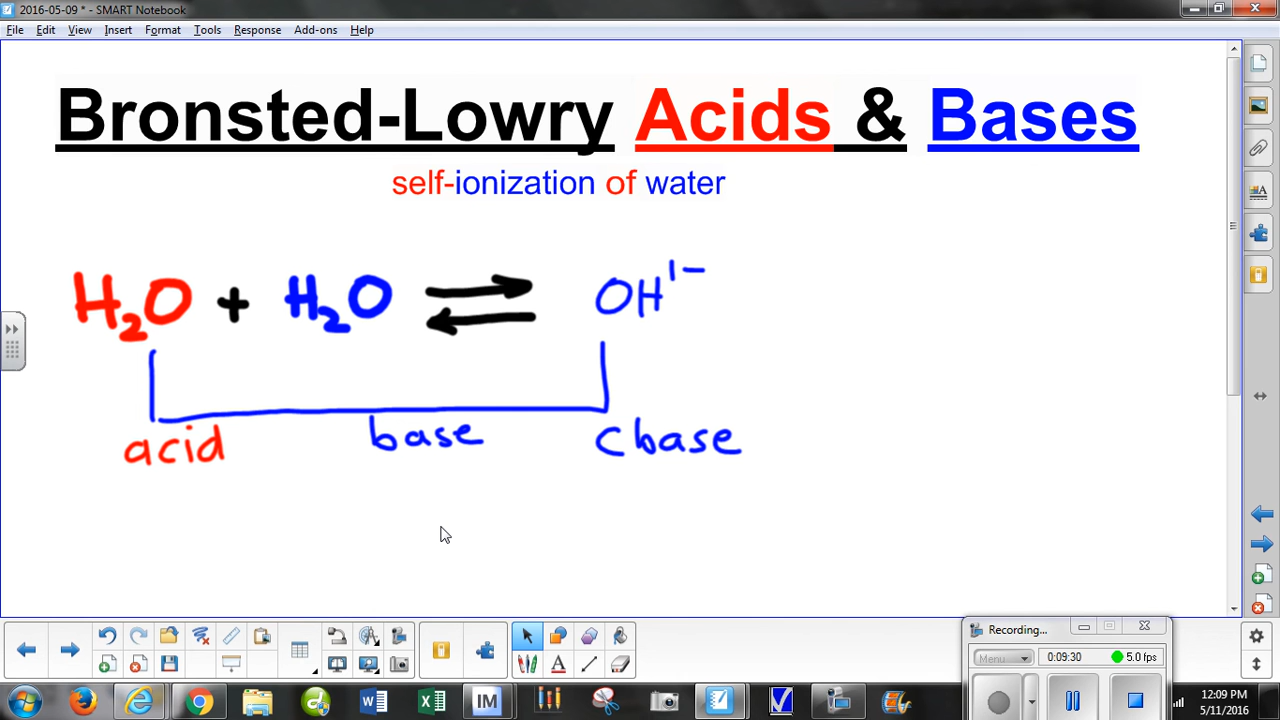 2016-05-09 * - SMART Notebook
File Edit View Insert Format Tools Response Add-ons Help
Bronsted-Lowry Acids & Bases
self-ionization of water
H₂O + H₂O ⇌ OH¹⁻
acid base cbase
Recording...
Menu 0:09:30 5.0 fps
12:09 PM
5/11/2016